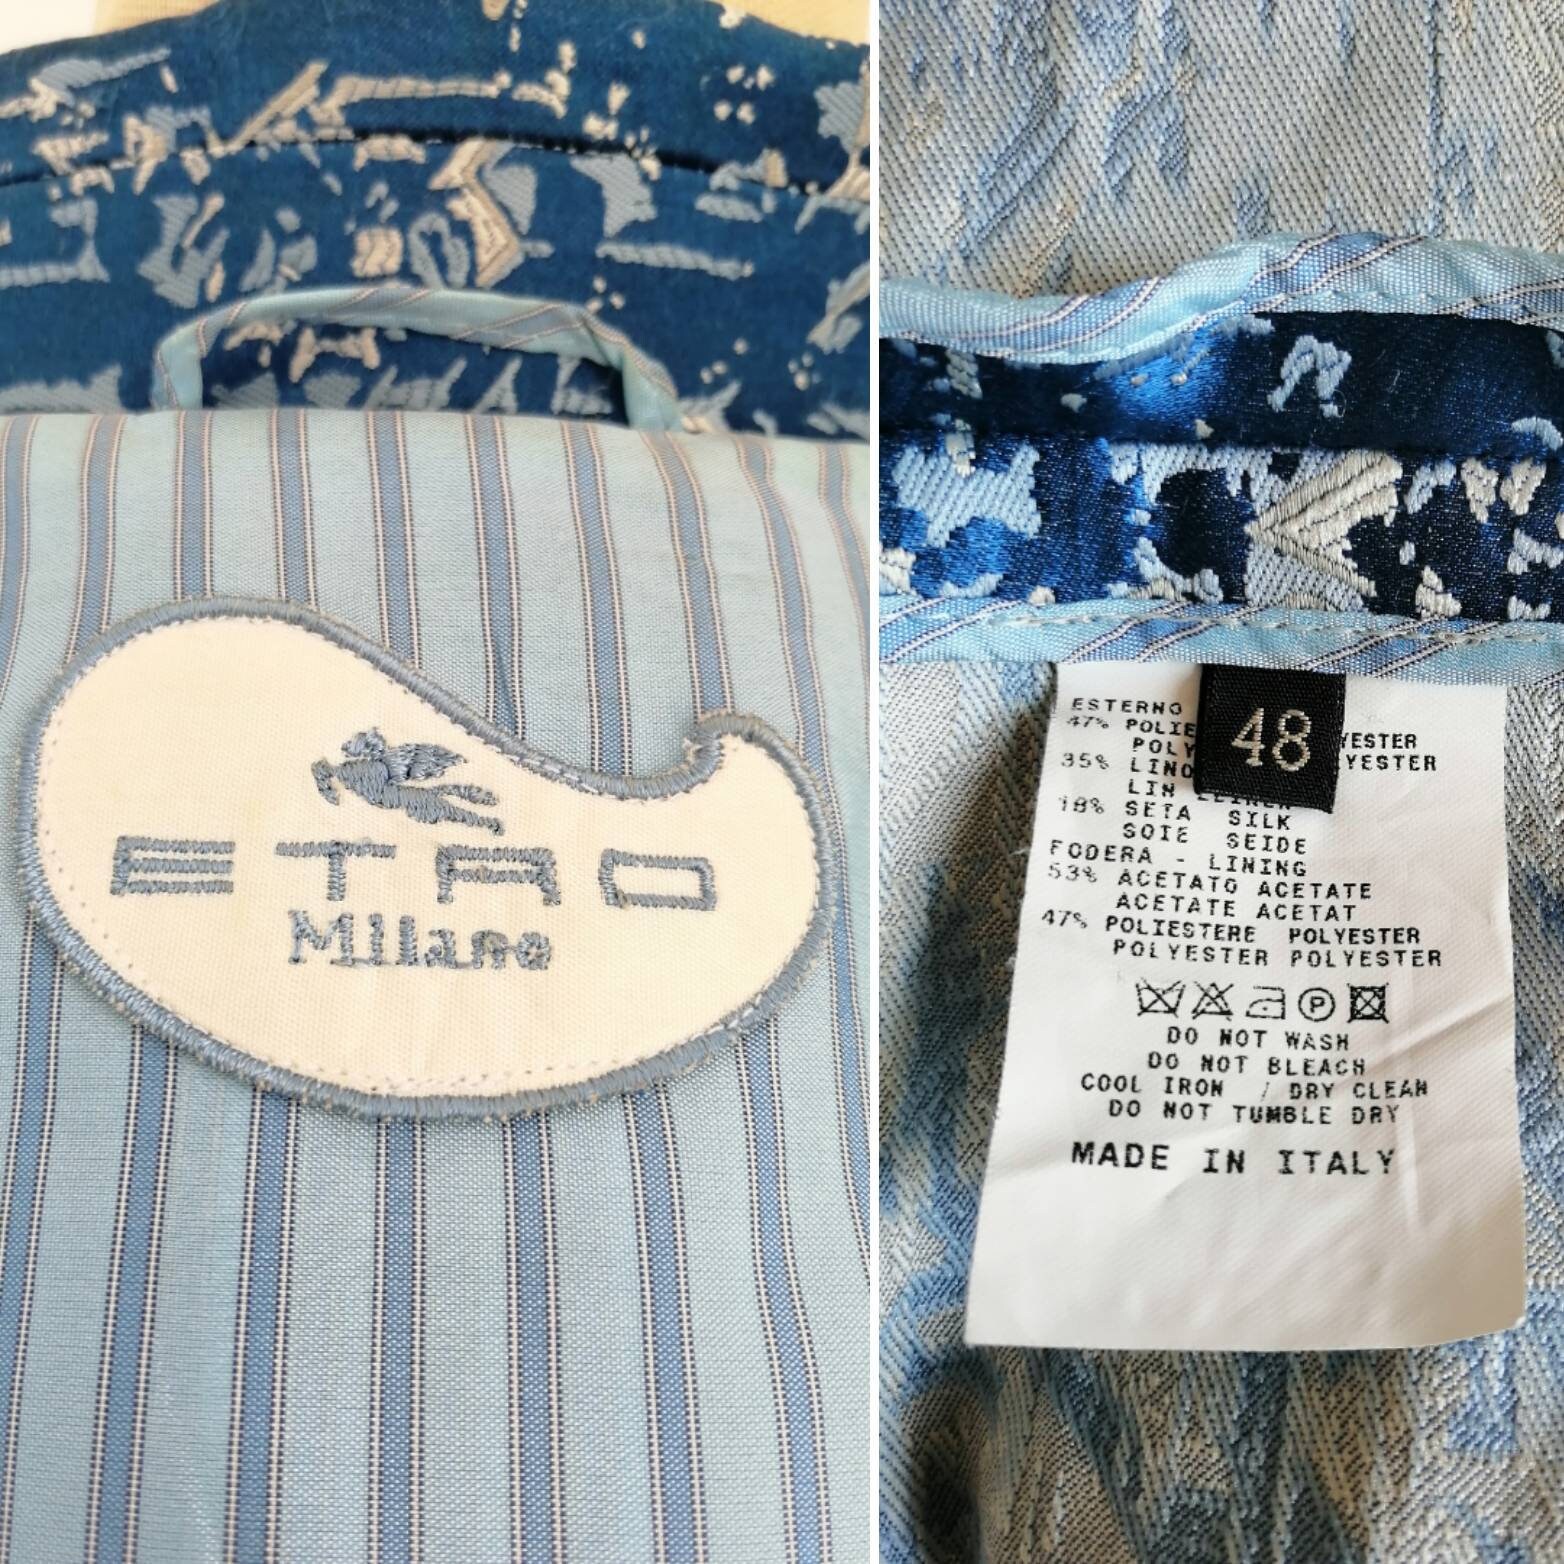 ETRO
Milano
48
ESTERNO
47% POLIE YESTER
POLY YESTER
35% LINO
LIN LEINEN
18% SETA SILK
SOIE SEIDE
FODERA - LINING
53% ACETATO ACETATE
ACETATE ACETAT
47% POLIESTERE POLYESTER
POLYESTER POLYESTER
P
DO NOT WASH
DO NOT BLEACH
COOL IRON / DRY CLEAN
DO NOT TUMBLE DRY
MADE IN ITALY